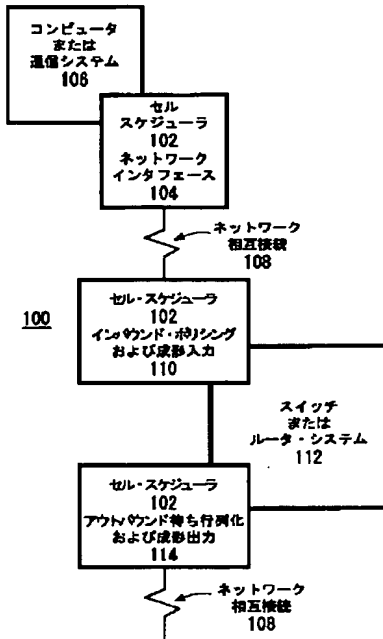 コンピュータ
または
通信システム
106
セル
スケジューラ
102
ネットワーク
インタフェース
104
ネットワーク
相互接続
108
セル・スケジューラ
102
インバウンド・ポリシング
および成形入力
110
100
スイッチ
または
ルータ・システム
112
セル・スケジューラ
102
アウトバウンド待ち行列化
および成形出力
114
ネットワーク
相互接続
108